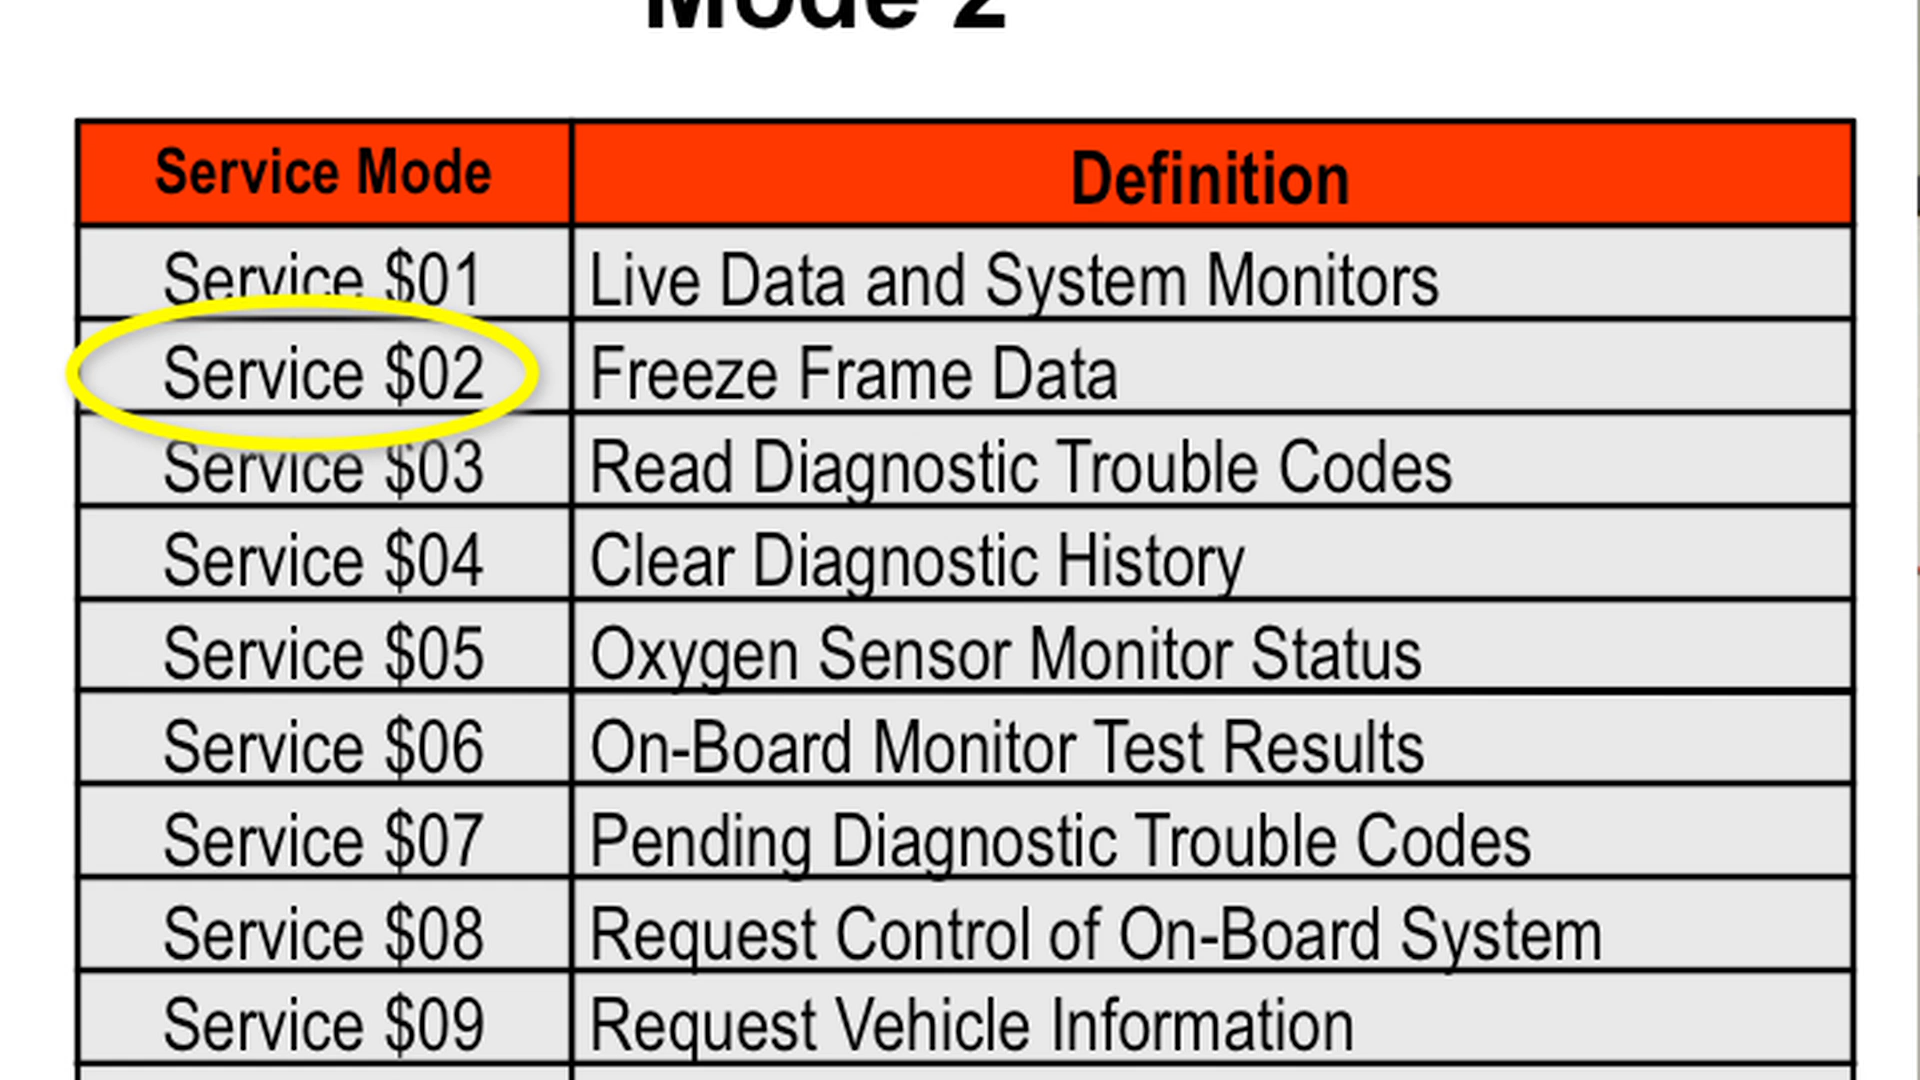 Mode 2
Service Mode Definition
Service $01 Live Data and System Monitors
Service $02 Freeze Frame Data
Service $03 Read Diagnostic Trouble Codes
Service $04 Clear Diagnostic History
Service $05 Oxygen Sensor Monitor Status
Service $06 On-Board Monitor Test Results
Service $07 Pending Diagnostic Trouble Codes
Service $08 Request Control of On-Board System
Service $09 Request Vehicle Information